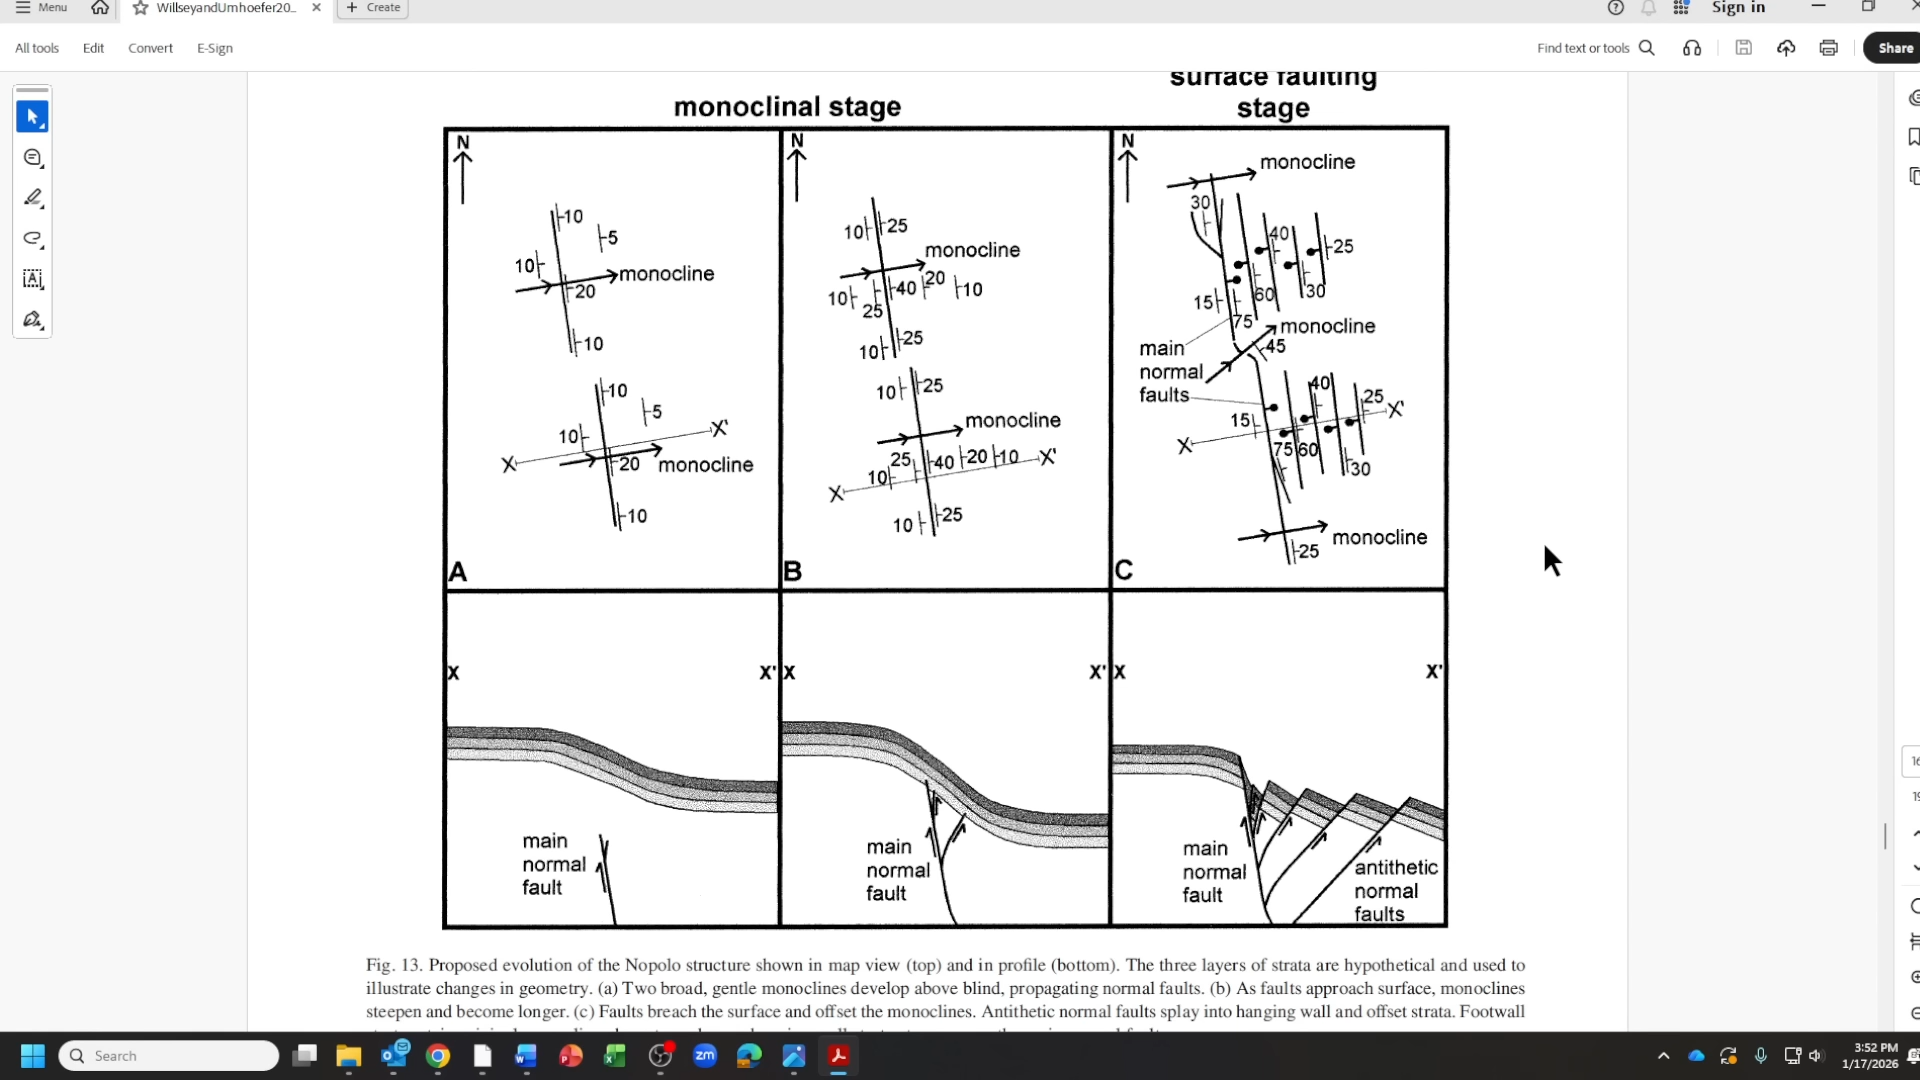 Menu
WillseyandUmhoefer20...
Create
Sign in
All tools
Edit
Convert
E-Sign
Find text or tools
Share
surface faulting
stage
monoclinal stage
N
10
5
10
monocline
20
10
10
5
10
X'
X
20
monocline
10
A
N
10
25
monocline
20
10
40
10
25
25
10
10
25
monocline
25
40
20
10
X'
10
X
10
25
B
N
monocline
30
40
25
15
60
30
75
monocline
45
main
normal
faults
40
25
X'
15
X
75
60
30
monocline
25
C
X
X'
main
normal
fault
X
X'
main
normal
fault
X
X'
main
normal
fault
antithetic
normal
faults
Fig. 13. Proposed evolution of the Nopolo structure shown in map view (top) and in profile (bottom). The three layers of strata are hypothetical and used to
illustrate changes in geometry. (a) Two broad, gentle monoclines develop above blind, propagating normal faults. (b) As faults approach surface, monoclines
steepen and become longer. (c) Faults breach the surface and offset the monoclines. Antithetic normal faults splay into hanging wall and offset strata. Footwall
Search
zm
3:52 PM
1/17/2026